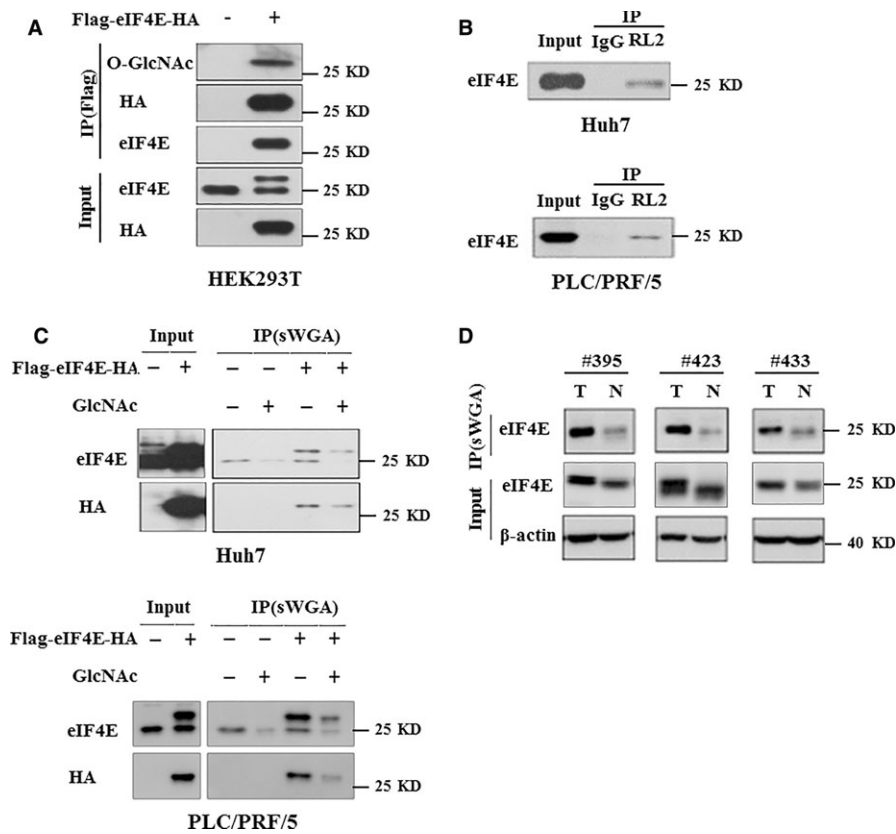 A
Flag-eIF4E-HA - +
IP(Flag)
O-GlcNAc
25 KD
HA
25 KD
eIF4E
25 KD
Input
eIF4E
25 KD
HA
25 KD
HEK293T
B
IP
Input IgG RL2
eIF4E
25 KD
Huh7
IP
Input IgG RL2
eIF4E
25 KD
PLC/PRF/5
C
Input IP(sWGA)
Flag-eIF4E-HA. - + - - + +
GlcNAc - + - +
eIF4E
25 KD
HA
25 KD
Huh7
Input IP(sWGA)
Flag-eIF4E-HA - + - - + +
GlcNAc - + - +
eIF4E
25 KD
HA
25 KD
PLC/PRF/5
D
#395 #423 #433
T N T N T N
IP(sWGA)
eIF4E
25 KD
Input
eIF4E
25 KD
β-actin
40 KD